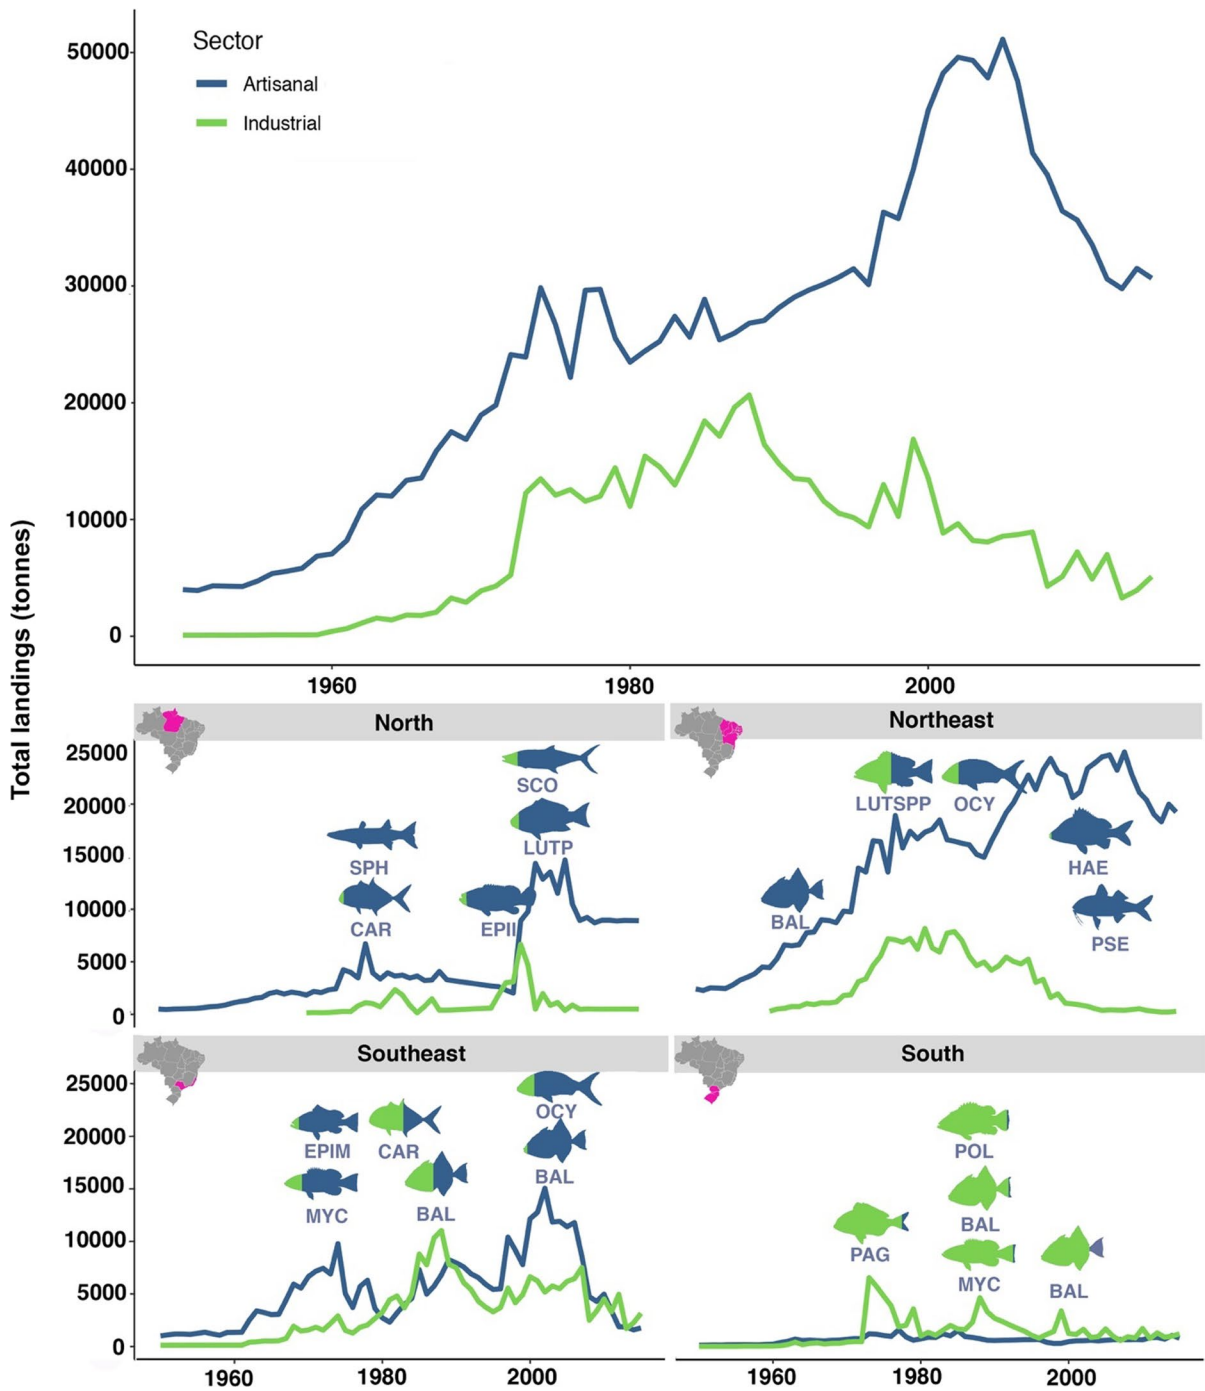 Sector
Artisanal
Industrial
50000
40000
30000
20000
10000
0
1960
1980
2000
Total landings (tonnes)
North
Northeast
25000
20000
15000
10000
5000
0
SCO
LUTP
SPH
CAR
EPII
LUTSPP
OCY
BAL
HAE
PSE
Southeast
South
25000
20000
15000
10000
5000
0
OCY
EPIM
CAR
BAL
MYC
BAL
POL
BAL
PAG
MYC
BAL
1960
1980
2000
1960
1980
2000